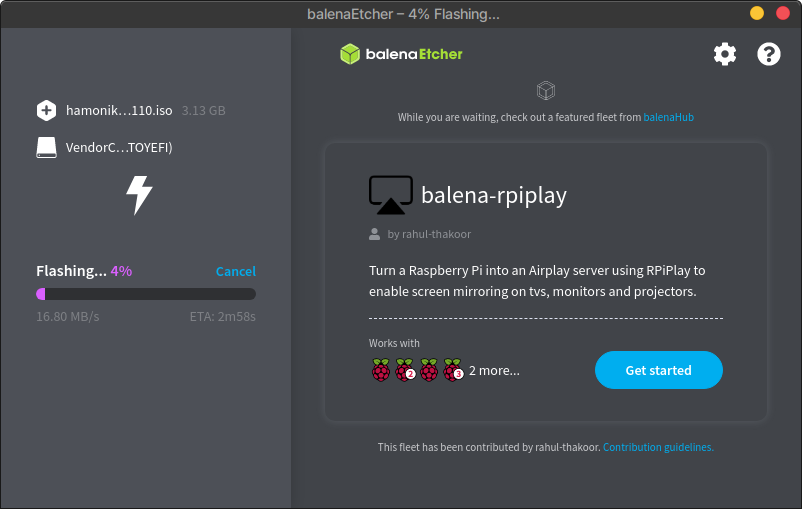 balenaEtcher – 4% Flashing...
hamonik...110.iso 3.13 GB
VendorC...TOYEFI)
Flashing... 4% Cancel
16.80 MB/s ETA: 2m58s
balenaEtcher
While you are waiting, check out a featured fleet from balenaHub
balena-rpiplay
by rahul-thakoor
Turn a Raspberry Pi into an Airplay server using RPiPlay to
enable screen mirroring on tvs, monitors and projectors.
Works with
2 3 2 more...
Get started
This fleet has been contributed by rahul-thakoor. Contribution guidelines.